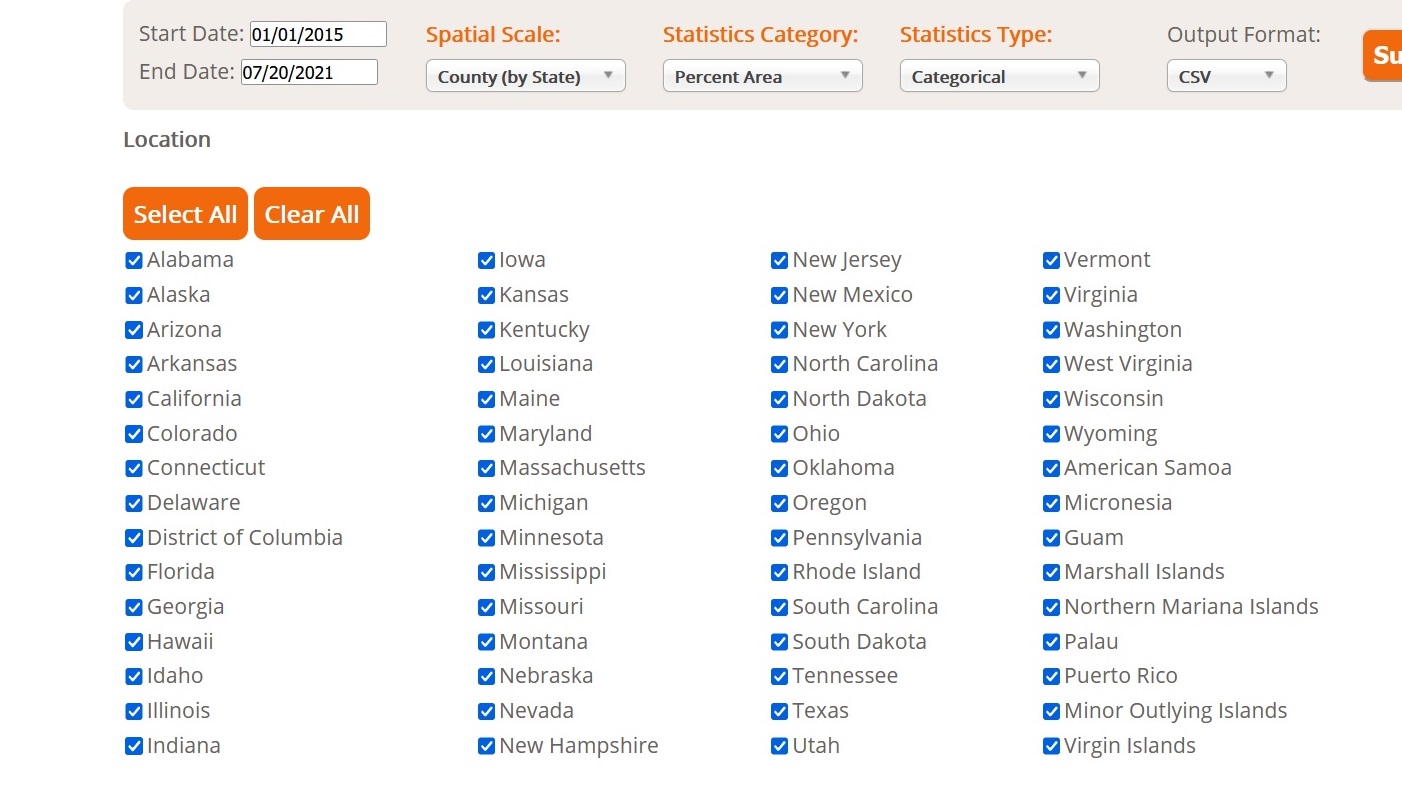 Start Date: 01/01/2015
End Date: 07/20/2021
Spatial Scale:
County (by State)
Statistics Category:
Percent Area
Statistics Type:
Categorical
Output Format:
CSV
Su
Location
Select All Clear All
Alabama
Alaska
Arizona
Arkansas
California
Colorado
Connecticut
Delaware
District of Columbia
Florida
Georgia
Hawaii
Idaho
Illinois
Indiana
Iowa
Kansas
Kentucky
Louisiana
Maine
Maryland
Massachusetts
Michigan
Minnesota
Mississippi
Missouri
Montana
Nebraska
Nevada
New Hampshire
New Jersey
New Mexico
New York
North Carolina
North Dakota
Ohio
Oklahoma
Oregon
Pennsylvania
Rhode Island
South Carolina
South Dakota
Tennessee
Texas
Utah
Vermont
Virginia
Washington
West Virginia
Wisconsin
Wyoming
American Samoa
Micronesia
Guam
Marshall Islands
Northern Mariana Islands
Palau
Puerto Rico
Minor Outlying Islands
Virgin Islands